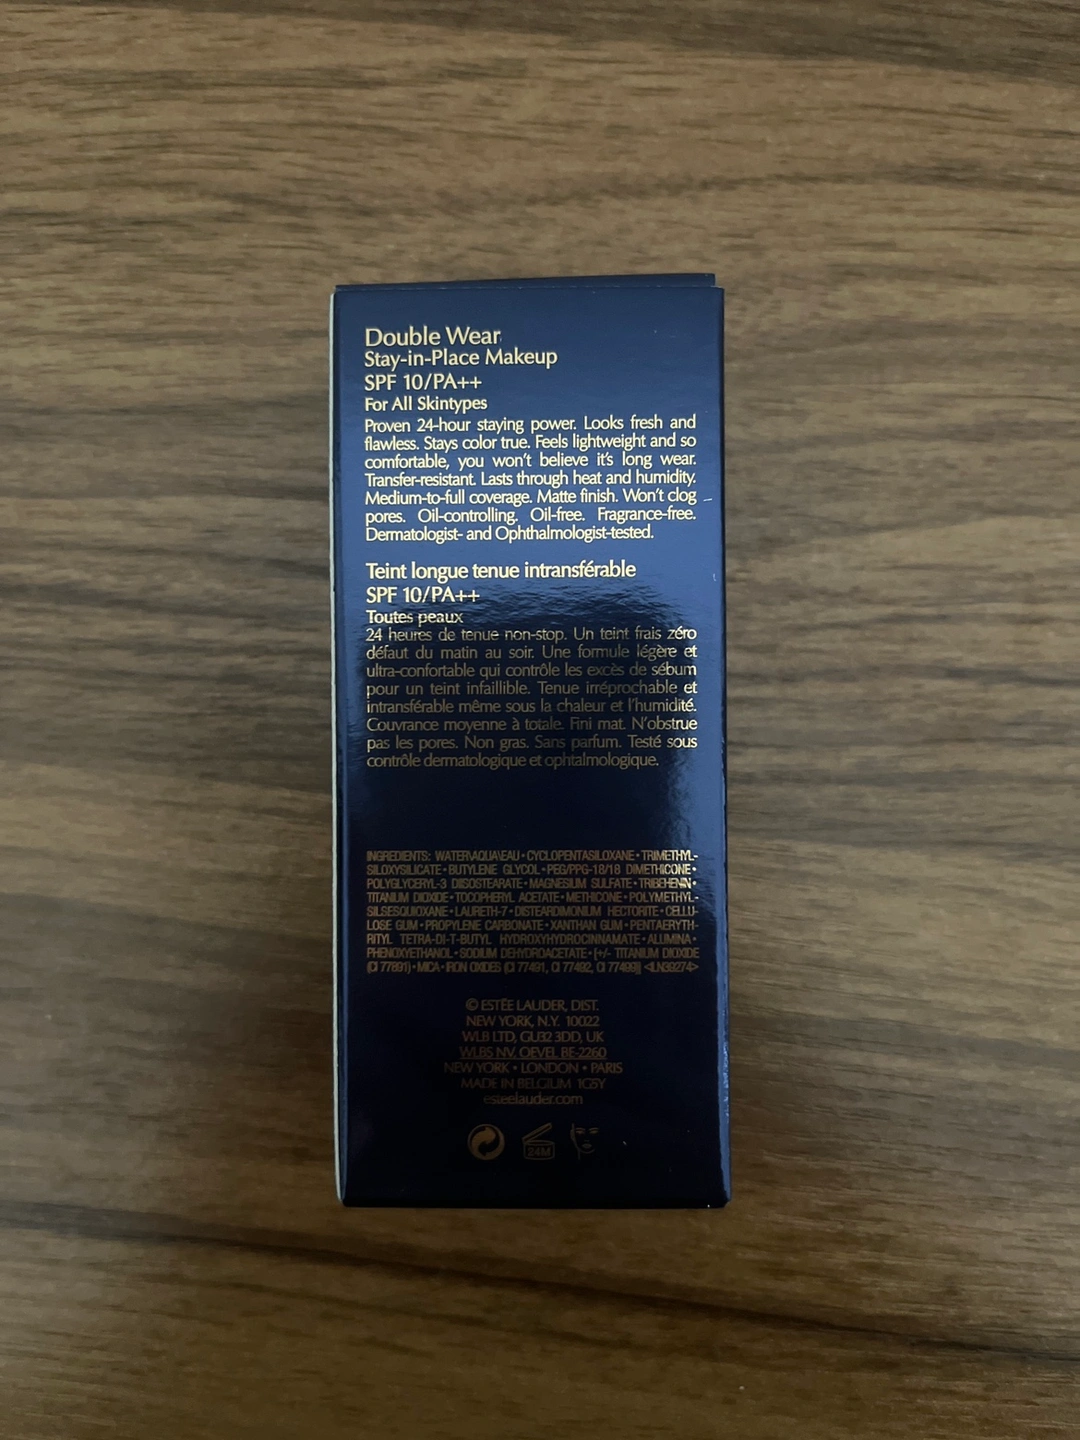 Double Wear
Stay-in-Place Makeup
SPF 10/PA++
For All Skintypes
Proven 24-hour staying power. Looks fresh and
flawless. Stays color true. Feels lightweight and so
comfortable, you won't believe it's long wear.
Transfer-resistant. Lasts through heat and humidity.
Medium-to-full coverage. Matte finish. Won't clog
pores. Oil-controlling. Oil-free. Fragrance-free.
Dermatologist- and Ophthalmologist-tested.
Teint longue tenue intransférable
SPF 10/PA++
Toutes peaux
24 heures de tenue non-stop. Un teint frais zéro
défaut du matin au soir. Une formule légère et
ultra-confortable qui contrôle les excès de sébum
pour un teint infaillible. Tenue irréprochable et
intransférable même sous la chaleur et l'humidité.
Couvrance moyenne à totale. Fini mat. N'obstrue
pas les pores. Non gras. Sans parfum. Testé sous
contrôle dermatologique et ophtalmologique.
INGREDIENTS: WATER\AQUA\EAU • CYCLOPENTASILOXANE • TRIMETHYL-
SILOXYSILICATE • BUTYLENE GLYCOL • PEG/PPG-18/18 DIMETHICONE •
POLYGLYCERYL-3 DIISOSTEARATE • MAGNESIUM SULFATE • TRIBEHENIN •
TITANIUM DIOXIDE • TOCOPHERYL ACETATE • METHICONE • POLYMETHYL-
SILSESQUIOXANE • LAURETH-7 • DISTEARDIMONIUM HECTORITE • CELLU-
LOSE GUM • PROPYLENE CARBONATE • XANTHAN GUM • PENTAERYTH-
RITYL TETRA-DI-T-BUTYL HYDROXYHYDROCINNAMATE • ALUMINA •
PHENOXYETHANOL • SODIUM DEHYDROACETATE • [+/- TITANIUM DIOXIDE
(CI 77891) • MICA • IRON OXIDES (CI 77491, CI 77492, CI 77499)] <ILN39274>
© ESTÉE LAUDER, DIST.
NEW YORK, N.Y. 10022
WLB LTD, GU32 3DD, UK
WLBS NV. OEVEL BE-2260
NEW YORK • LONDON • PARIS
MADE IN BELGIUM 1G5Y
esteelauder.com
24M